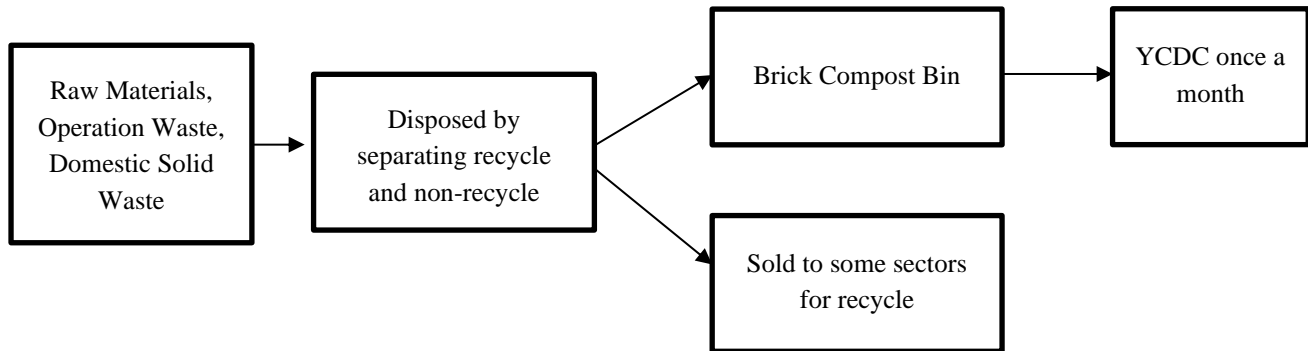 Raw Materials,
Operation Waste,
Domestic Solid
Waste
Disposed by
separating recycle
and non-recycle
Brick Compost Bin
YCDC once a
month
Sold to some sectors
for recycle